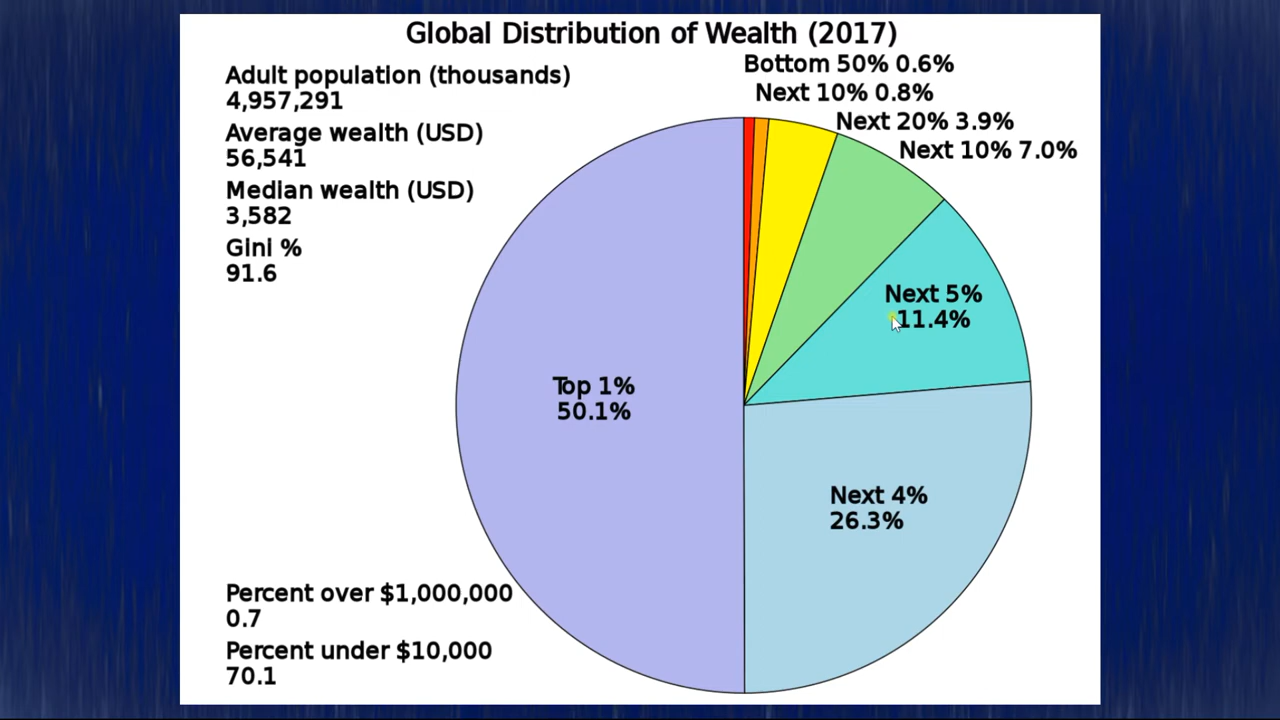 Global Distribution of Wealth (2017)
Adult population (thousands)
4,957,291
Average wealth (USD)
56,541
Median wealth (USD)
3,582
Gini %
91.6
Bottom 50% 0.6%
Next 10% 0.8%
Next 20% 3.9%
Next 10% 7.0%
Next 5%
11.4%
Top 1%
50.1%
Next 4%
26.3%
Percent over $1,000,000
0.7
Percent under $10,000
70.1